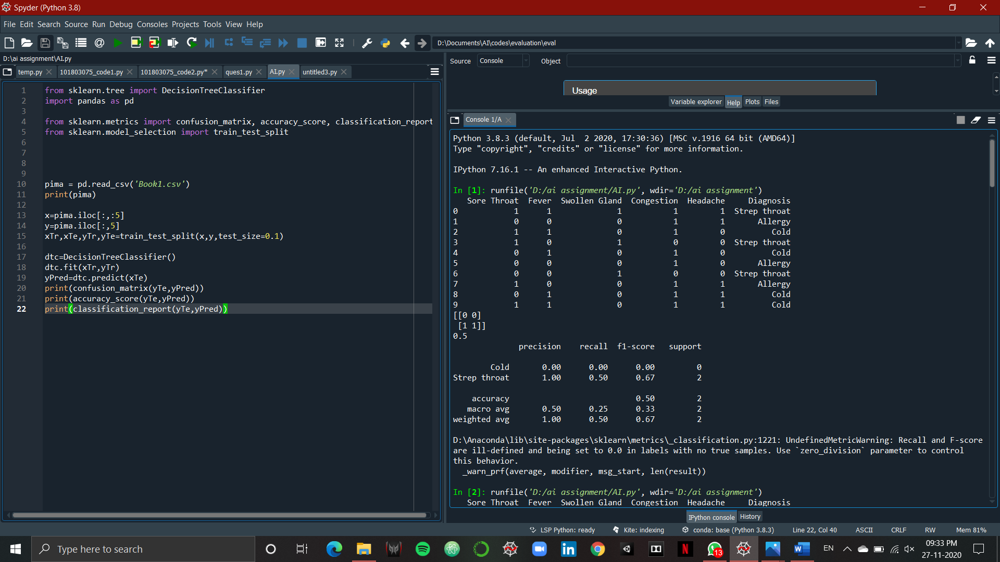 Spyder (Python 3.8)
File Edit Search Source Run Debug Consoles Projects Tools View Help
D:\Documents\AI\codes\evaluation\eval
D:\ai assignment\AI.py
temp.py 101803075_code1.py 101803075_code2.py* ques1.py AI.py untitled3.py
1 from sklearn.tree import DecisionTreeClassifier
2 import pandas as pd
3
4 from sklearn.metrics import confusion_matrix, accuracy_score, classification_report
5 from sklearn.model_selection import train_test_split
6
7
8
9
10 pima = pd.read_csv('Book1.csv')
11 print(pima)
12
13 x=pima.iloc[:,:5]
14 y=pima.iloc[:,5]
15 xTr,xTe,yTr,yTe=train_test_split(x,y,test_size=0.1)
16
17 dtc=DecisionTreeClassifier()
18 dtc.fit(xTr,yTr)
19 yPred=dtc.predict(xTe)
20 print(confusion_matrix(yTe,yPred))
21 print(accuracy_score(yTe,yPred))
22 print(classification_report(yTe,yPred))
Source Console Object
Usage
Variable explorer Help Plots Files
Console 1/A
Python 3.8.3 (default, Jul  2 2020, 17:30:36) [MSC v.1916 64 bit (AMD64)]
Type "copyright", "credits" or "license" for more information.
IPython 7.16.1 -- An enhanced Interactive Python.
In [1]: runfile('D:/ai assignment/AI.py', wdir='D:/ai assignment')
Sore Throat Fever Swollen Gland Congestion Headache Diagnosis
0 1 1 1 1 1 Strep throat
1 0 0 0 1 1 Allergy
2 1 1 0 1 0 Cold
3 1 0 1 0 0 Strep throat
4 0 1 0 1 0 Cold
5 0 0 0 1 0 Allergy
6 0 0 1 0 0 Strep throat
7 1 0 0 1 1 Allergy
8 0 1 0 1 1 Cold
9 1 1 0 1 1 Cold
[[0 0]
[1 1]]
0.5
precision recall f1-score support
Cold 0.00 0.00 0.00 0
Strep throat 1.00 0.50 0.67 2
accuracy 0.50 2
macro avg 0.50 0.25 0.33 2
weighted avg 1.00 0.50 0.67 2
D:\Anaconda\lib\site-packages\sklearn\metrics\_classification.py:1221: UndefinedMetricWarning: Recall and F-score
are ill-defined and being set to 0.0 in labels with no true samples. Use `zero_division` parameter to control
this behavior.
_warn_prf(average, modifier, msg_start, len(result))
In [2]: runfile('D:/ai assignment/AI.py', wdir='D:/ai assignment')
Sore Throat Fever Swollen Gland Congestion Headache Diagnosis
IPython console History
LSP Python: ready Kite: indexing conda: base (Python 3.8.3) Line 22, Col 40 ASCII CRLF RW Mem 81%
Type here to search
13
EN
09:33 PM
27-11-2020